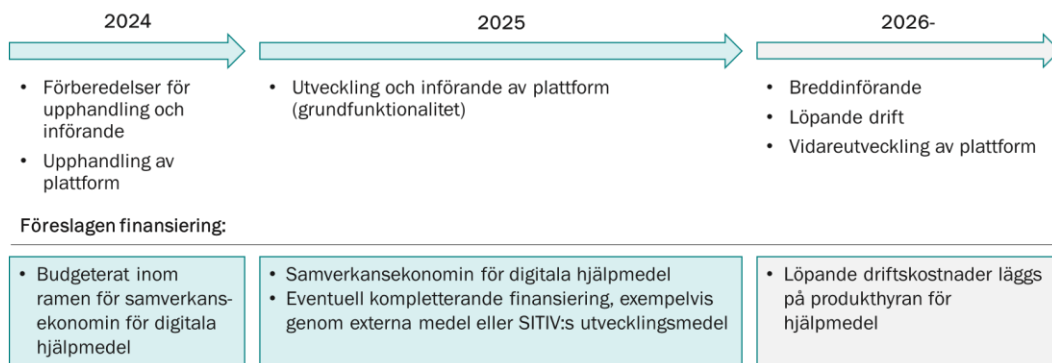 2024
2025
2026-
• Förberedelser för
upphandling och
införande
• Upphandling av
plattform
• Utveckling och införande av plattform
(grundfunktionalitet)
• Breddinförande
• Löpande drift
• Vidareutveckling av plattform
Föreslagen finansiering:
• Budgeterat inom
ramen för samverkans-
ekonomin för digitala
hjälpmedel
• Samverkansekonomin för digitala hjälpmedel
• Eventuell kompletterande finansiering, exempelvis
genom externa medel eller SITIV:s utvecklingsmedel
• Löpande driftskostnader läggs
på produkthyran för
hjälpmedel